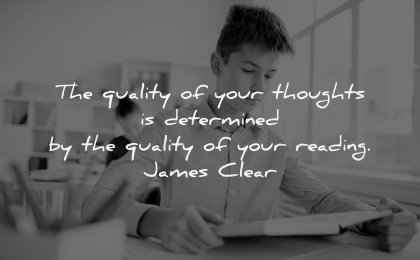 The quality of your thoughts
is determined
by the quality of your reading.
James Clear